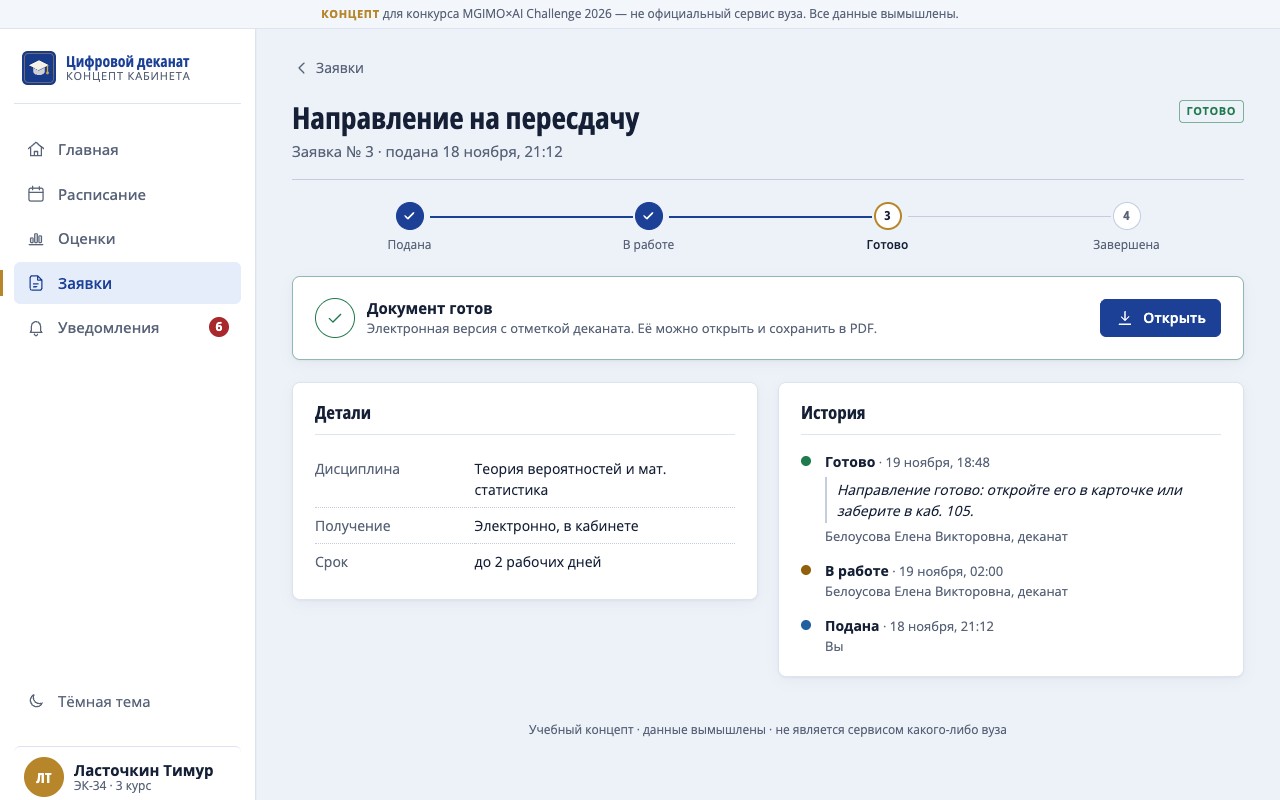 КОНЦЕПТ для конкурса MGIMO×AI Challenge 2026 — не официальный сервис вуза. Все данные вымышлены.
Цифровой деканат
КОНЦЕПТ КАБИНЕТА
Главная
Расписание
Оценки
Заявки
Уведомления 6
Тёмная тема
ЛТ
Ласточкин Тимур
ЭК-34 · 3 курс
Заявки
Направление на пересдачу
ГОТОВО
Заявка № 3 · подана 18 ноября, 21:12
3
4
Подана
В работе
Готово
Завершена
Документ готов
Электронная версия с отметкой деканата. Её можно открыть и сохранить в PDF.
Открыть
Детали
Дисциплина
Теория вероятностей и мат.
статистика
Получение
Электронно, в кабинете
Срок
до 2 рабочих дней
История
Готово · 19 ноября, 18:48
Направление готово: откройте его в карточке или
заберите в каб. 105.
Белоусова Елена Викторовна, деканат
В работе · 19 ноября, 02:00
Белоусова Елена Викторовна, деканат
Подана · 18 ноября, 21:12
Вы
Учебный концепт · данные вымышлены · не является сервисом какого-либо вуза